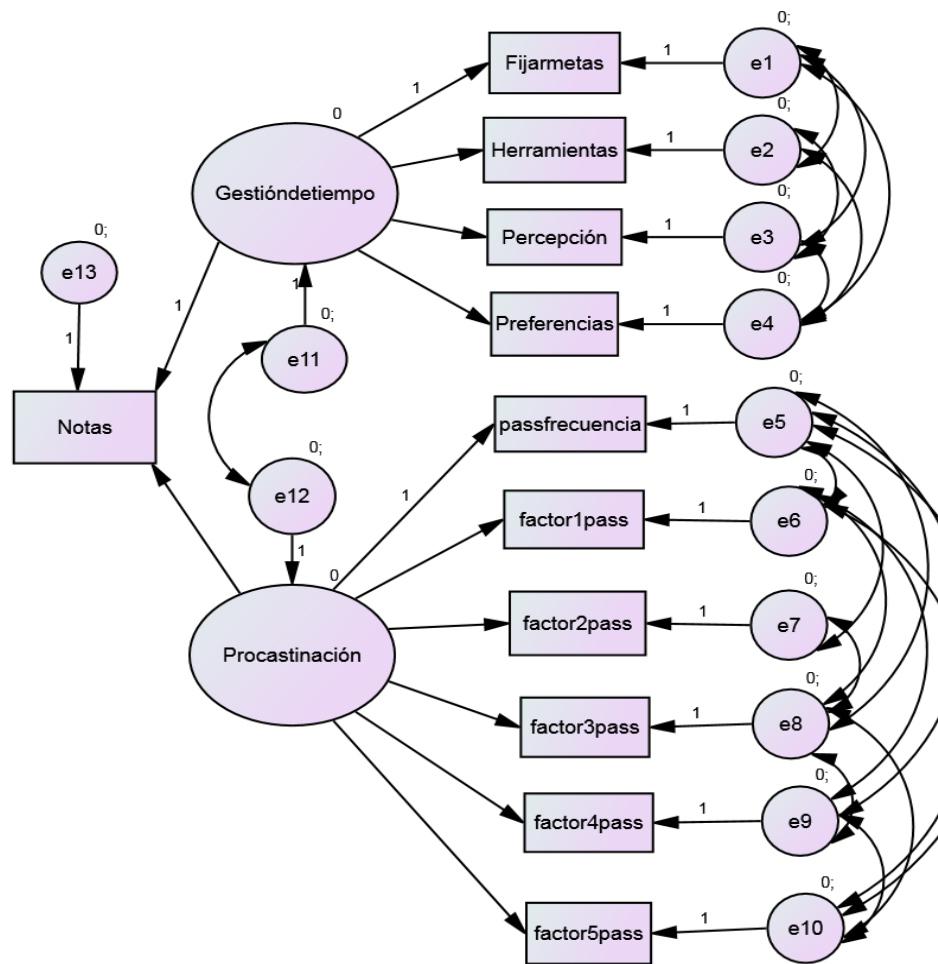 0;
Fijarmetas
1
e1
1
0
0;
Herramientas
1
e2
Gestióndetiempo
0;
Percepción
1
e3
0;
e13
0;
Preferencias
1
e4
1
0;
e11
1
1
0;
passfrecuencia
1
e5
Notas
0;
e12
0;
factor1pass
1
e6
1
1
0
0;
factor2pass
1
e7
Procastinación
0;
factor3pass
1
e8
0;
factor4pass
1
e9
0;
factor5pass
1
e10